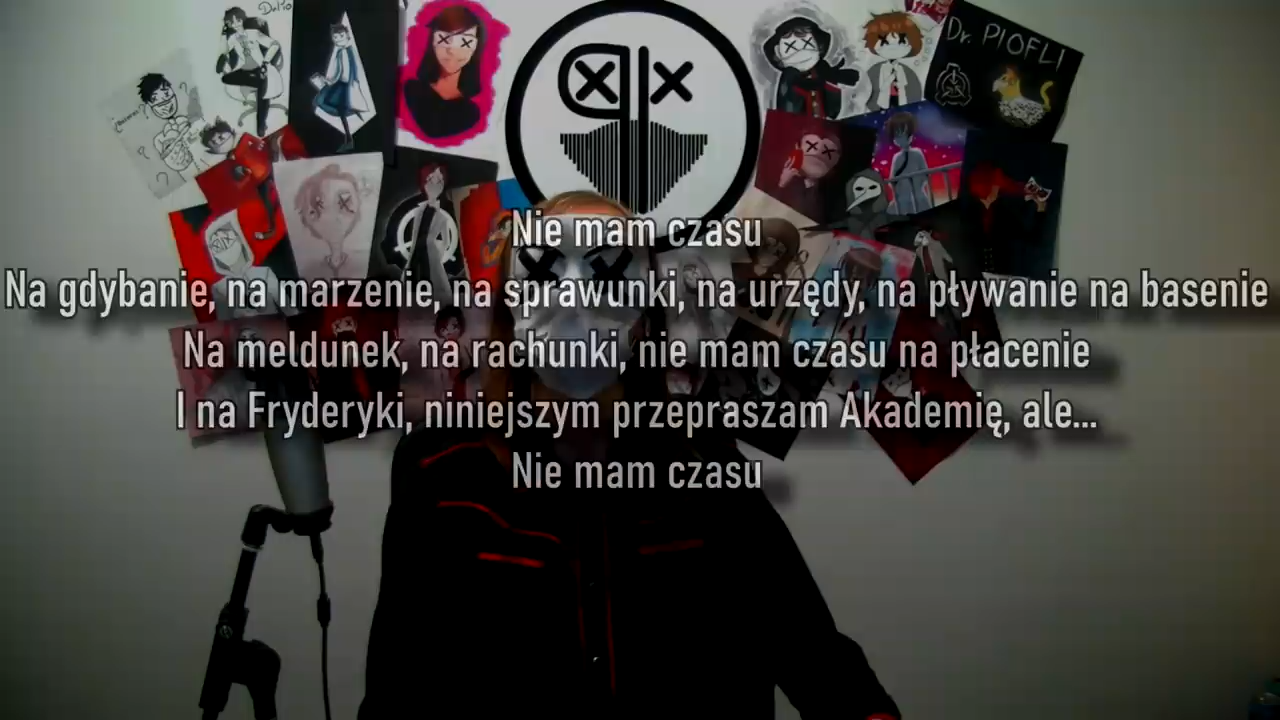 Dr. PIOFLI
Nie mam czasu
Na gdybanie, na marzenie, na sprawunki, na urzędy, na pływanie na basenie
Na meldunek, na rachunki, nie mam czasu na płacenie
I na Fryderyki, niniejszym przepraszam Akademię, ale...
Nie mam czasu